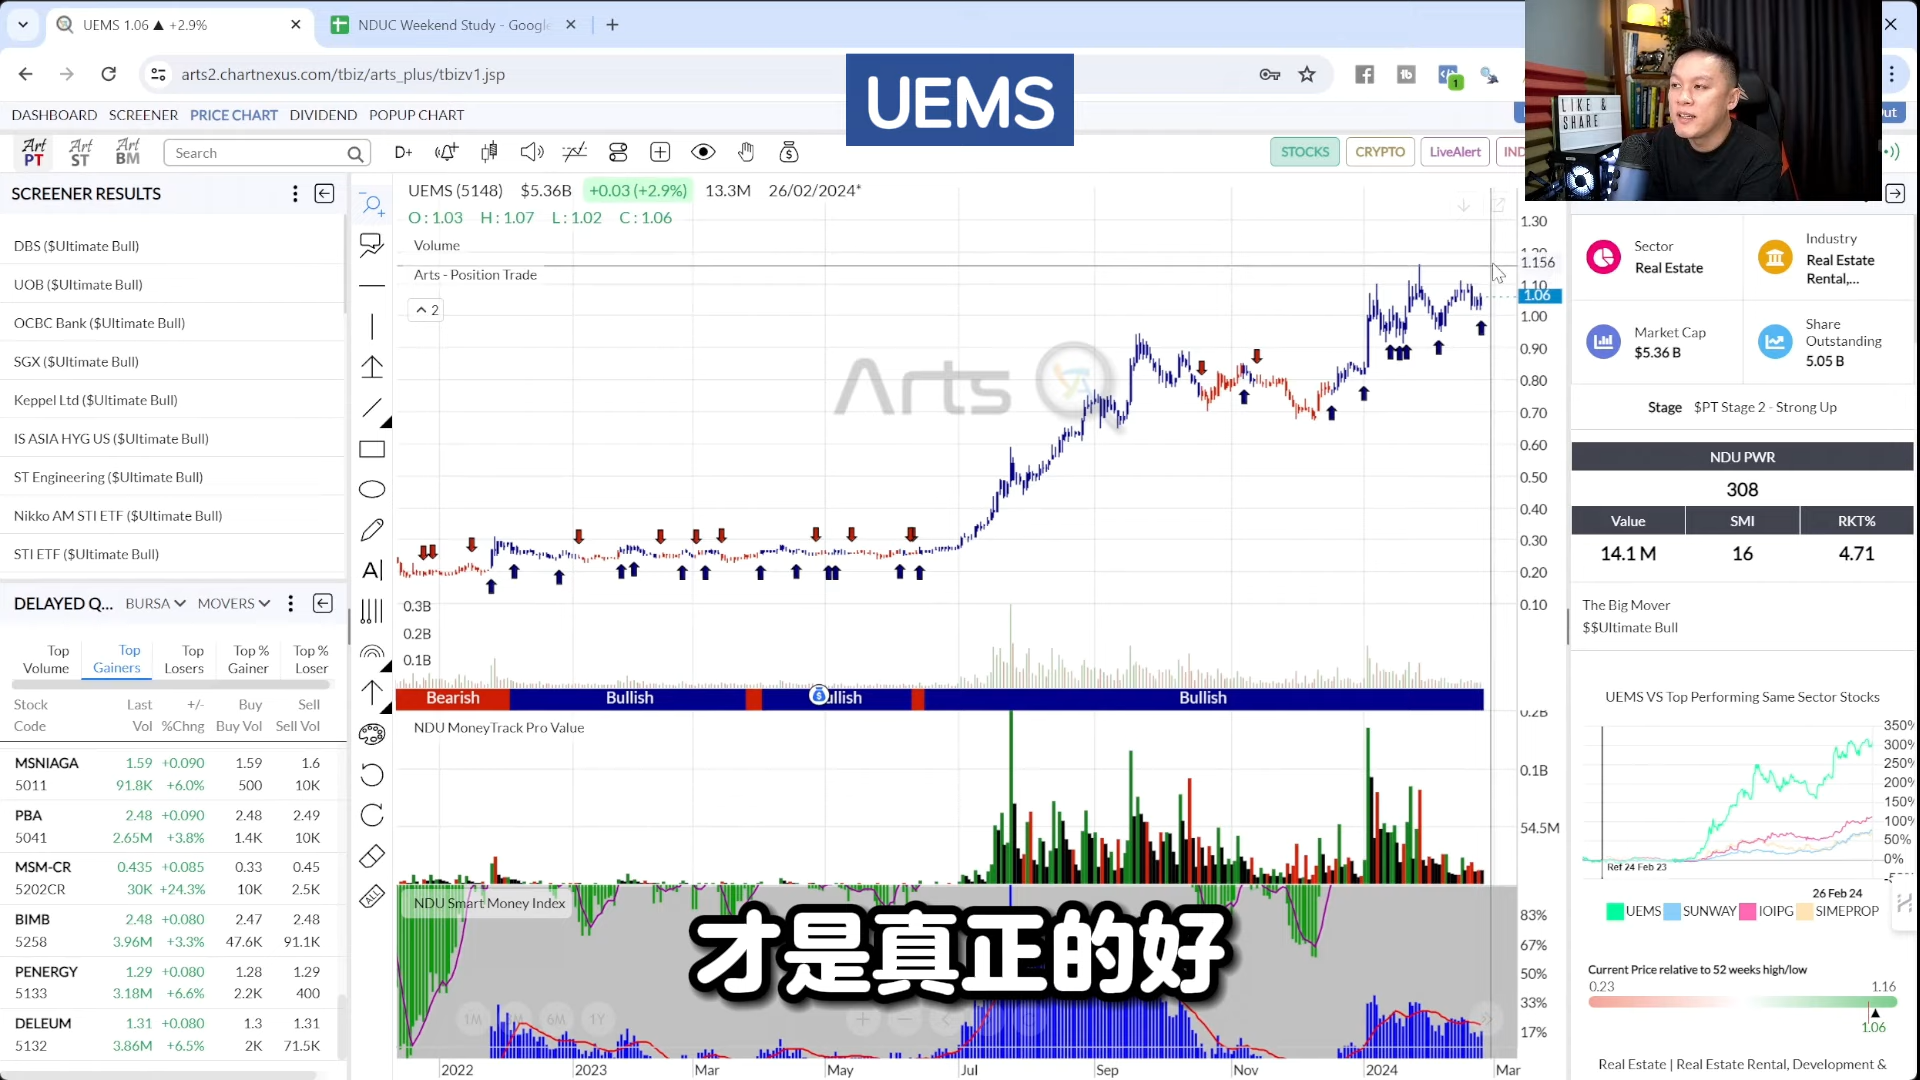 UEMS 1.06 ▲ +2.9%
NDUC Weekend Study - Google
arts2.chartnexus.com/tbiz/arts_plus/tbizv1.jsp
UEMS
LIKE &
SHARE
DASHBOARD SCREENER PRICE CHART DIVIDEND POPUP CHART
Art PT
Art ST
Art BM
Search
D+
STOCKS CRYPTO LiveAlert
SCREENER RESULTS
DBS ($Ultimate Bull)
UOB ($Ultimate Bull)
OCBC Bank ($Ultimate Bull)
SGX ($Ultimate Bull)
Keppel Ltd ($Ultimate Bull)
IS ASIA HYG US ($Ultimate Bull)
ST Engineering ($Ultimate Bull)
Nikko AM STI ETF ($Ultimate Bull)
STI ETF ($Ultimate Bull)
DELAYED Q... BURSA MOVERS
Top Volume
Top Gainers
Top Losers
Top % Gainer
Top % Loser
Stock Last +/- Buy Sell
Code Vol %Chng Buy Vol Sell Vol
MSNIAGA 1.59 +0.090 1.59 1.6
5011 91.8K +6.0% 500 10K
PBA 2.48 +0.090 2.48 2.49
5041 2.65M +3.8% 1.4K 10K
MSM-CR 0.435 +0.085 0.33 0.45
5202CR 30K +24.3% 10K 2.5K
BIMB 2.48 +0.080 2.47 2.48
5258 3.96M +3.3% 47.6K 91.1K
PENERGY 1.29 +0.080 1.28 1.29
5133 3.18M +6.6% 2.2K 400
DELEUM 1.31 +0.080 1.3 1.31
5132 3.86M +6.5% 2K 71.5K
UEMS (5148) $5.36B +0.03 (+2.9%) 13.3M 26/02/2024*
O : 1.03 H : 1.07 L : 1.02 C : 1.06
Volume
Arts - Position Trade
2
Arts
1.30
1.156
1.10
1.06
1.00
0.90
0.80
0.70
0.60
0.50
0.40
0.30
0.20
0.10
0.3B
0.2B
0.1B
Bearish Bullish Bullish
NDU MoneyTrack Pro Value
0.2B
0.1B
54.5M
NDU Smart Money Index
83%
67%
50%
33%
17%
才是真正的好
1M 6M 1Y
2022 2023 Mar May Jul Sep Nov 2024 Mar
Sector
Real Estate
Industry
Real Estate
Rental,...
Market Cap
$5.36 B
Share
Outstanding
5.05 B
Stage $PT Stage 2 - Strong Up
NDU PWR
308
Value SMI RKT%
14.1 M 16 4.71
The Big Mover
$$Ultimate Bull
UEMS VS Top Performing Same Sector Stocks
350%
300%
250%
200%
150%
100%
50%
0%
Ref 24 Feb 23
26 Feb 24
UEMS SUNWAY IOIPG SIMEPROP
Current Price relative to 52 weeks high/low
0.23 1.16
1.06
Real Estate | Real Estate Rental, Development &